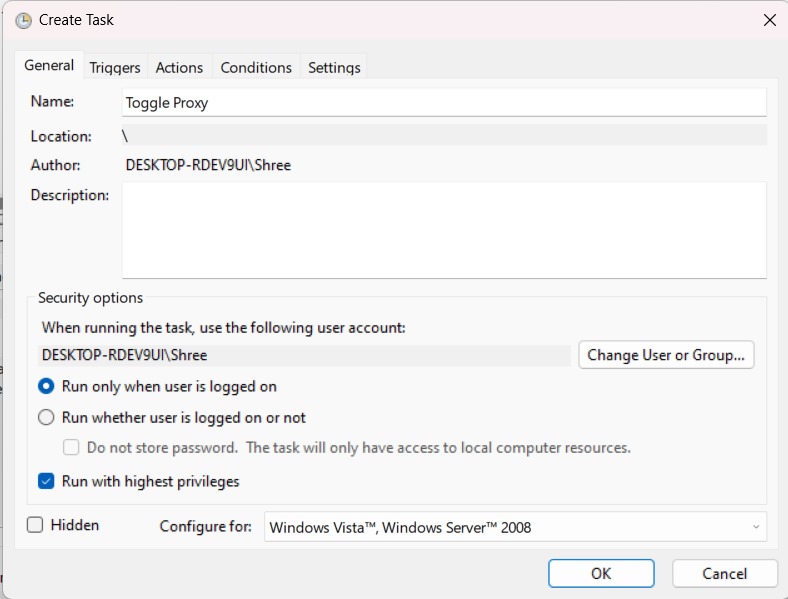 Create Task
General Triggers Actions Conditions Settings
Name: Toggle Proxy
Location: \
Author: DESKTOP-RDEV9UI\Shree
Description:
Security options
When running the task, use the following user account:
DESKTOP-RDEV9UI\Shree Change User or Group...
Run only when user is logged on
Run whether user is logged on or not
Do not store password. The task will only have access to local computer resources.
Run with highest privileges
Hidden Configure for: Windows Vista™, Windows Server™ 2008
OK Cancel